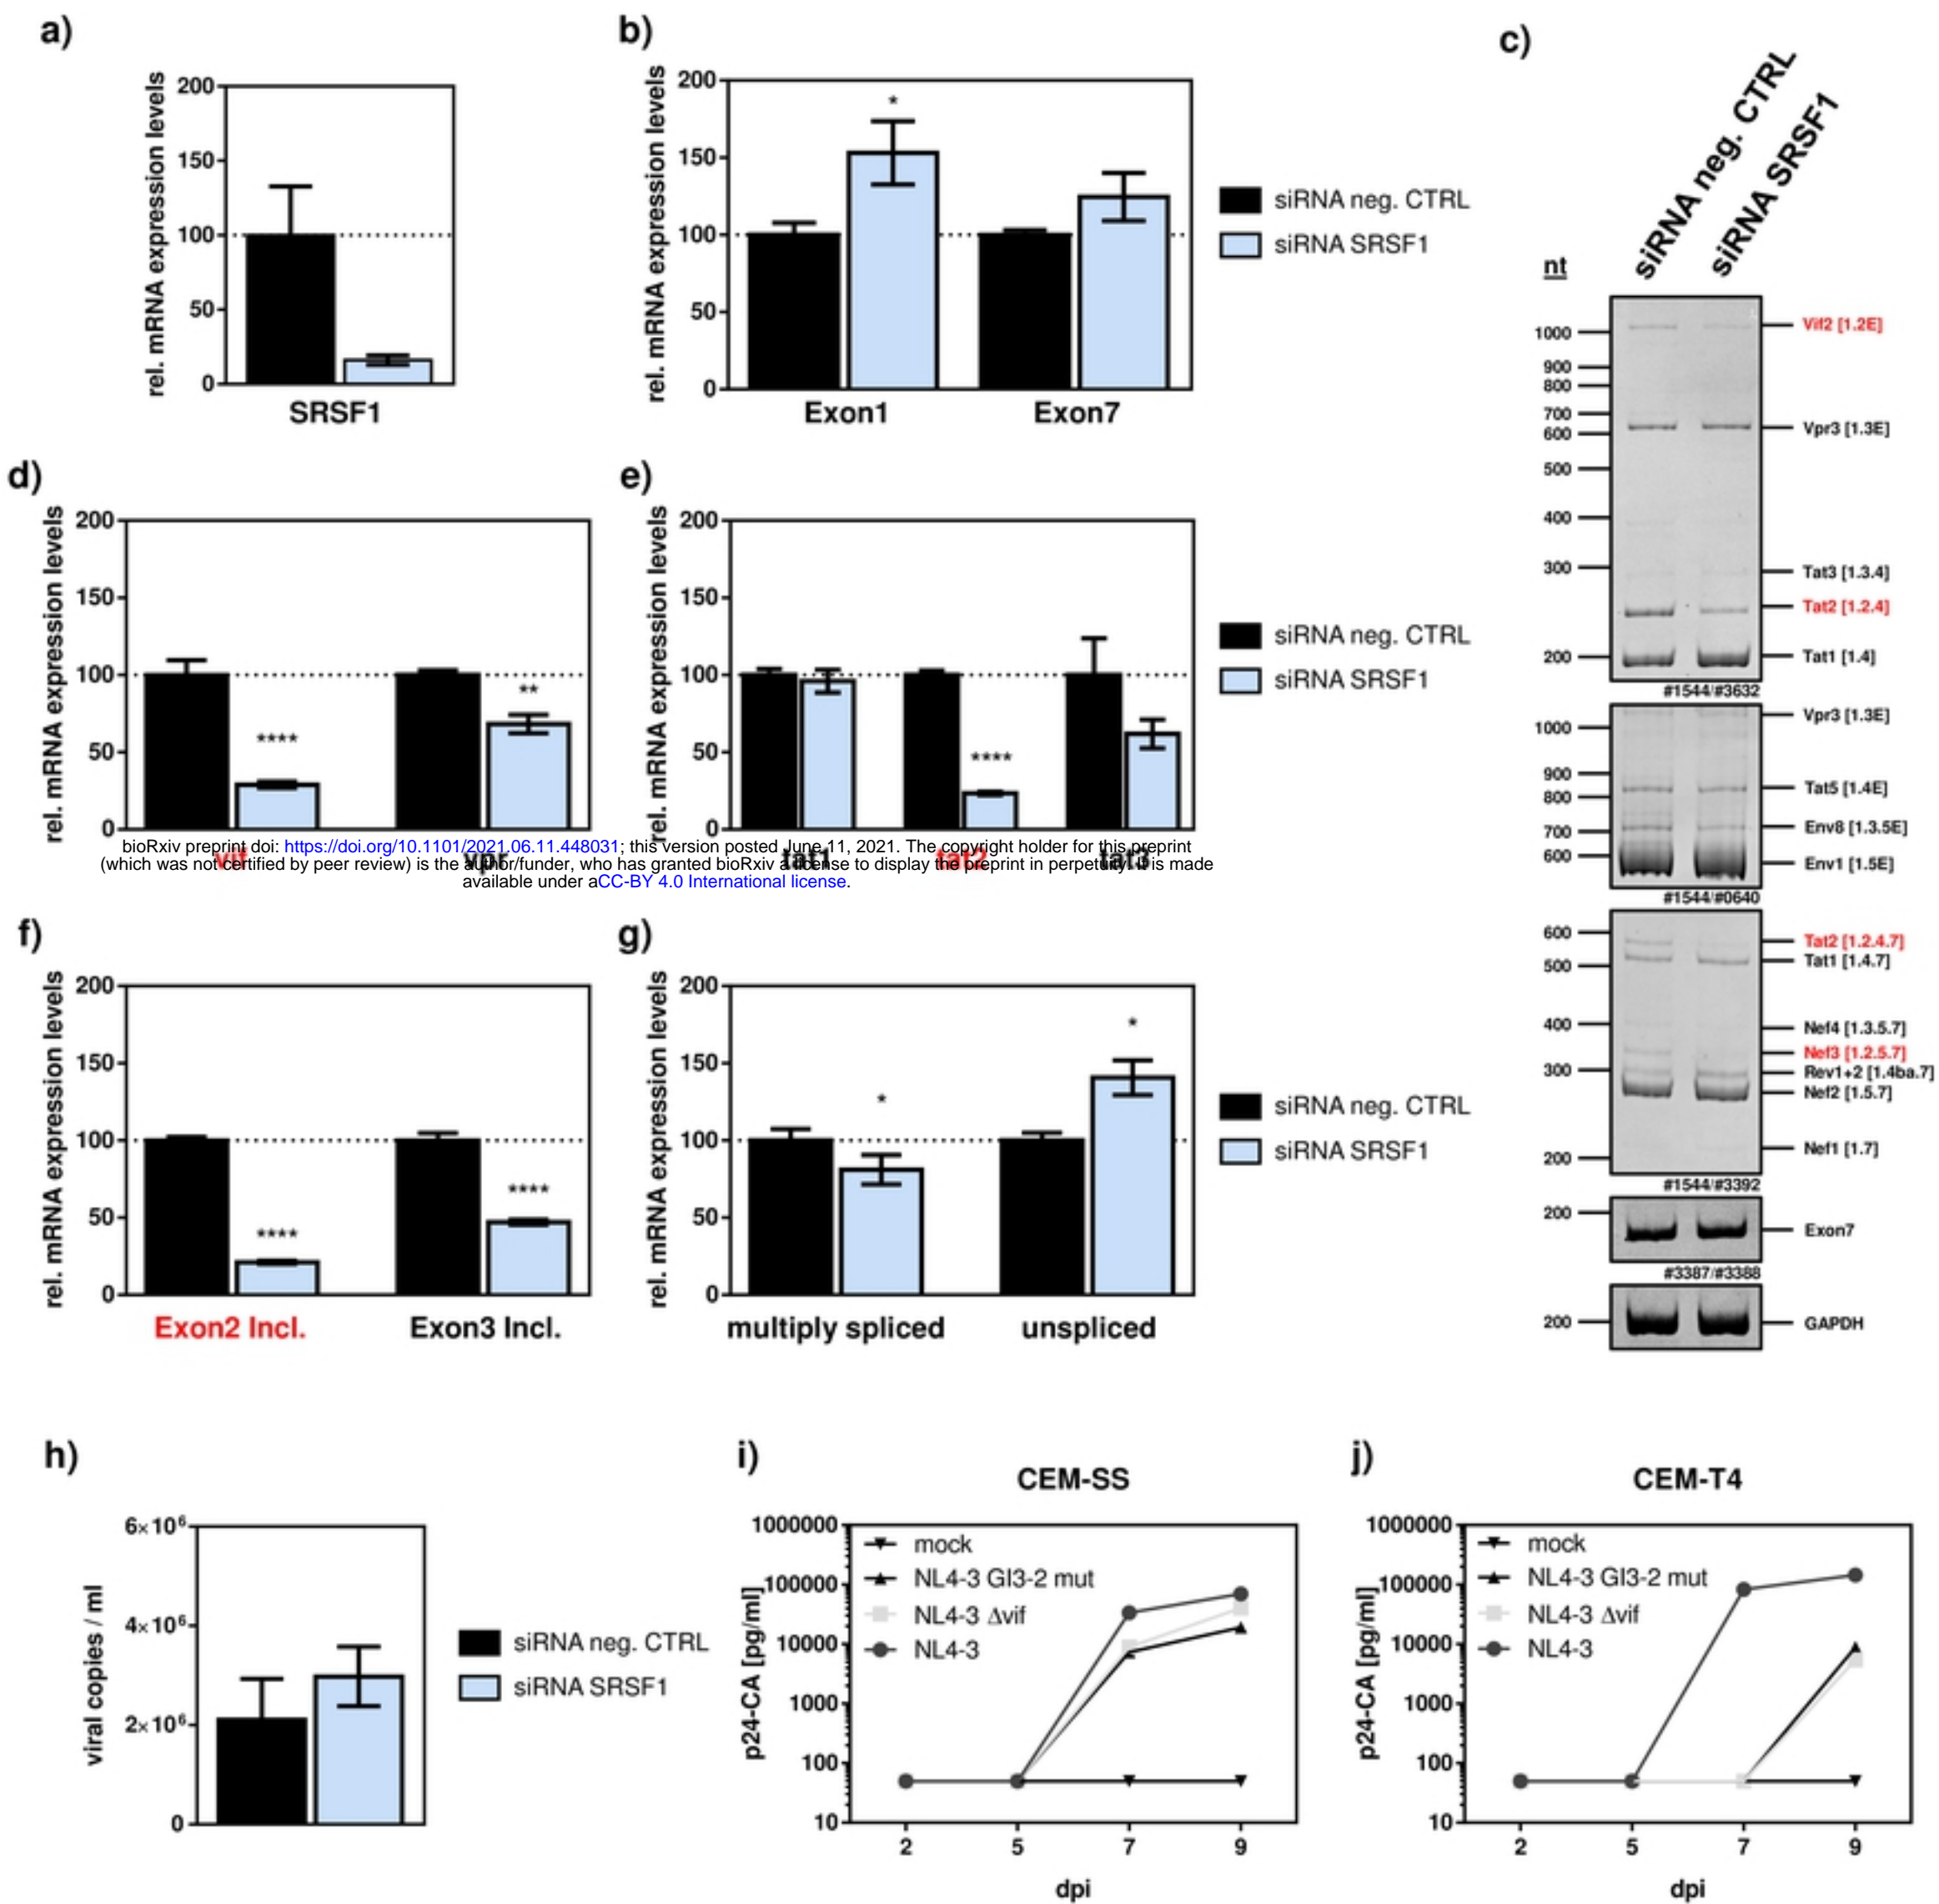 a)
rel. mRNA expression levels
200
150
100
50
0
SRSF1
b)
rel. mRNA expression levels
200
150
100
50
0
*
Exon1
Exon7
siRNA neg. CTRL
siRNA SRSF1
c)
siRNA neg. CTRL
siRNA SRSF1
nt
1000
900
800
700
600
500
400
300
200
Vif2 [1.2E]
Vpr3 [1.3E]
Tat3 [1.3.4]
Tat2 [1.2.4]
Tat1 [1.4]
#1544/#3632
1000
900
800
700
600
Vpr3 [1.3E]
Tat5 [1.4E]
Env8 [1.3.5E]
Env1 [1.5E]
#1544/#0640
600
500
400
300
200
Tat2 [1.2.4.7]
Tat1 [1.4.7]
Nef4 [1.3.5.7]
Nef3 [1.2.5.7]
Rev1+2 [1.4ba.7]
Nef2 [1.5.7]
Nef1 [1.7]
#1544/#3392
200
Exon7
#3387/#3388
200
GAPDH
d)
rel. mRNA expression levels
200
150
100
50
0
****
**
vif
vpr
e)
rel. mRNA expression levels
200
150
100
50
0
****
tat1
tat2
tat3
siRNA neg. CTRL
siRNA SRSF1
bioRxiv preprint doi: https://doi.org/10.1101/2021.06.11.448031; this version posted June 11, 2021. The copyright holder for this preprint
(which was not certified by peer review) is the author/funder, who has granted bioRxiv a license to display the preprint in perpetuity. It is made
available under aCC-BY 4.0 International license.
f)
rel. mRNA expression levels
200
150
100
50
0
****
****
Exon2 Incl.
Exon3 Incl.
g)
rel. mRNA expression levels
200
150
100
50
0
*
*
multiply spliced
unspliced
siRNA neg. CTRL
siRNA SRSF1
h)
viral copies / ml
6×10⁶
4×10⁶
2×10⁶
0
siRNA neg. CTRL
siRNA SRSF1
i)
CEM-SS
p24-CA [pg/ml]
1000000
100000
10000
1000
100
10
mock
NL4-3 GI3-2 mut
NL4-3 Δvif
NL4-3
2
5
7
9
dpi
j)
CEM-T4
p24-CA [pg/ml]
1000000
100000
10000
1000
100
10
mock
NL4-3 GI3-2 mut
NL4-3 Δvif
NL4-3
2
5
7
9
dpi